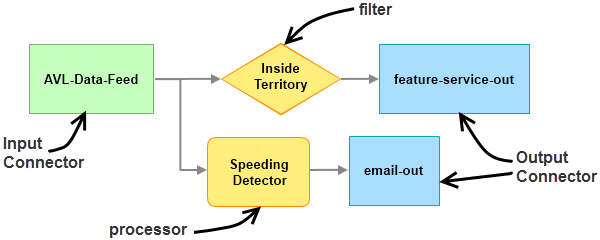 filter
AVL-Data-Feed
Inside
Territory
feature-service-out
Input
Connector
Speeding
Detector
email-out
Output
Connector
processor